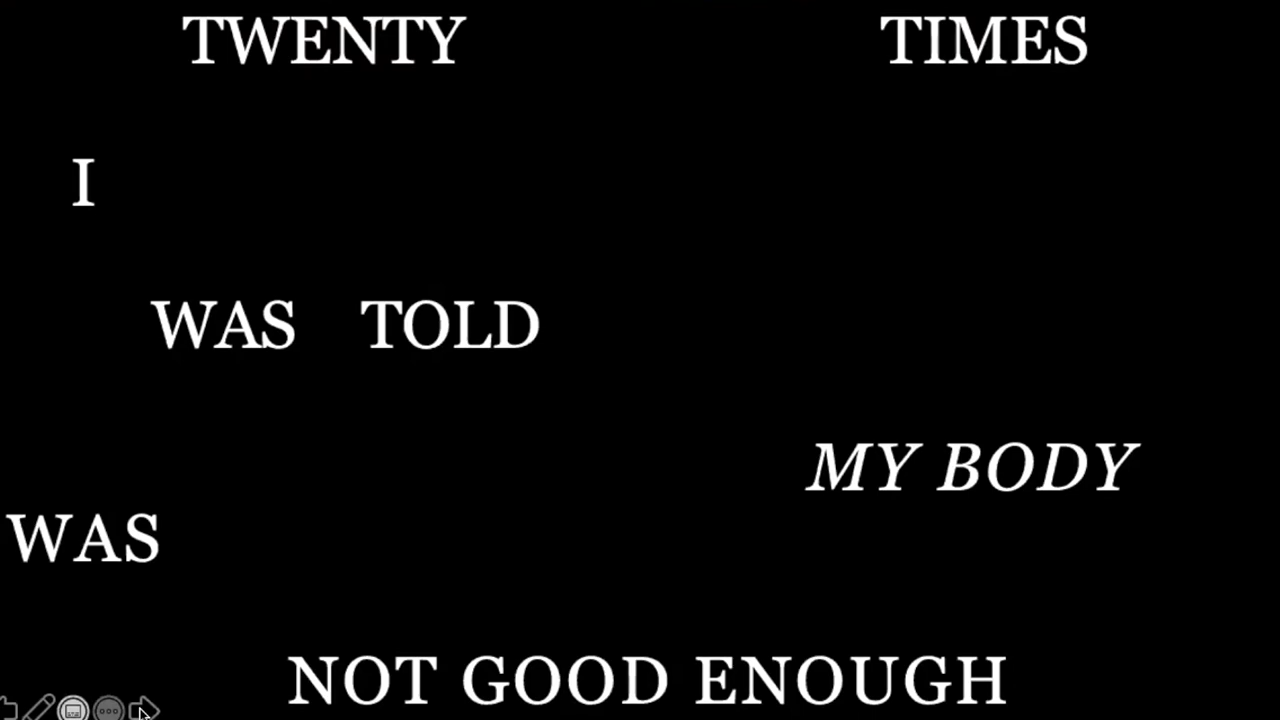 TWENTY TIMES
I
WAS TOLD
MY BODY
WAS
NOT GOOD ENOUGH